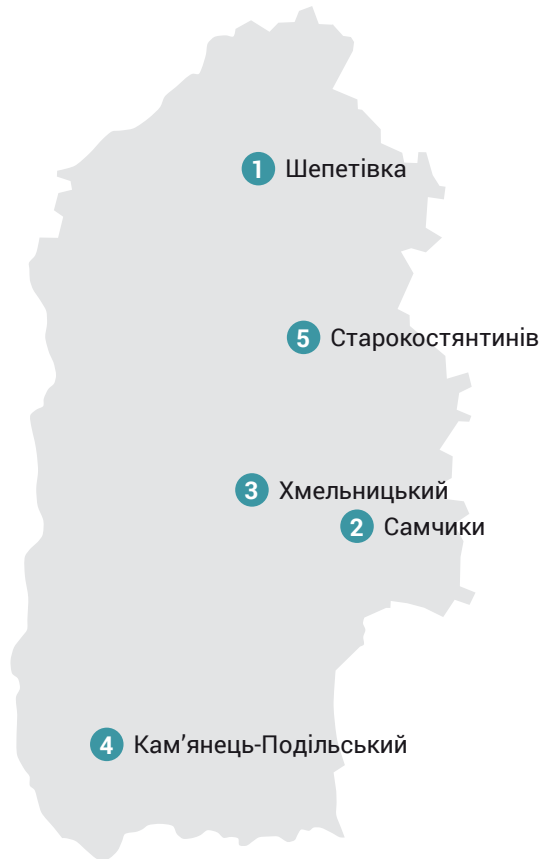 1 Шепетівка
5 Старокостянтинів
3 Хмельницький
2 Самчики
4 Кам’янець-Подільський